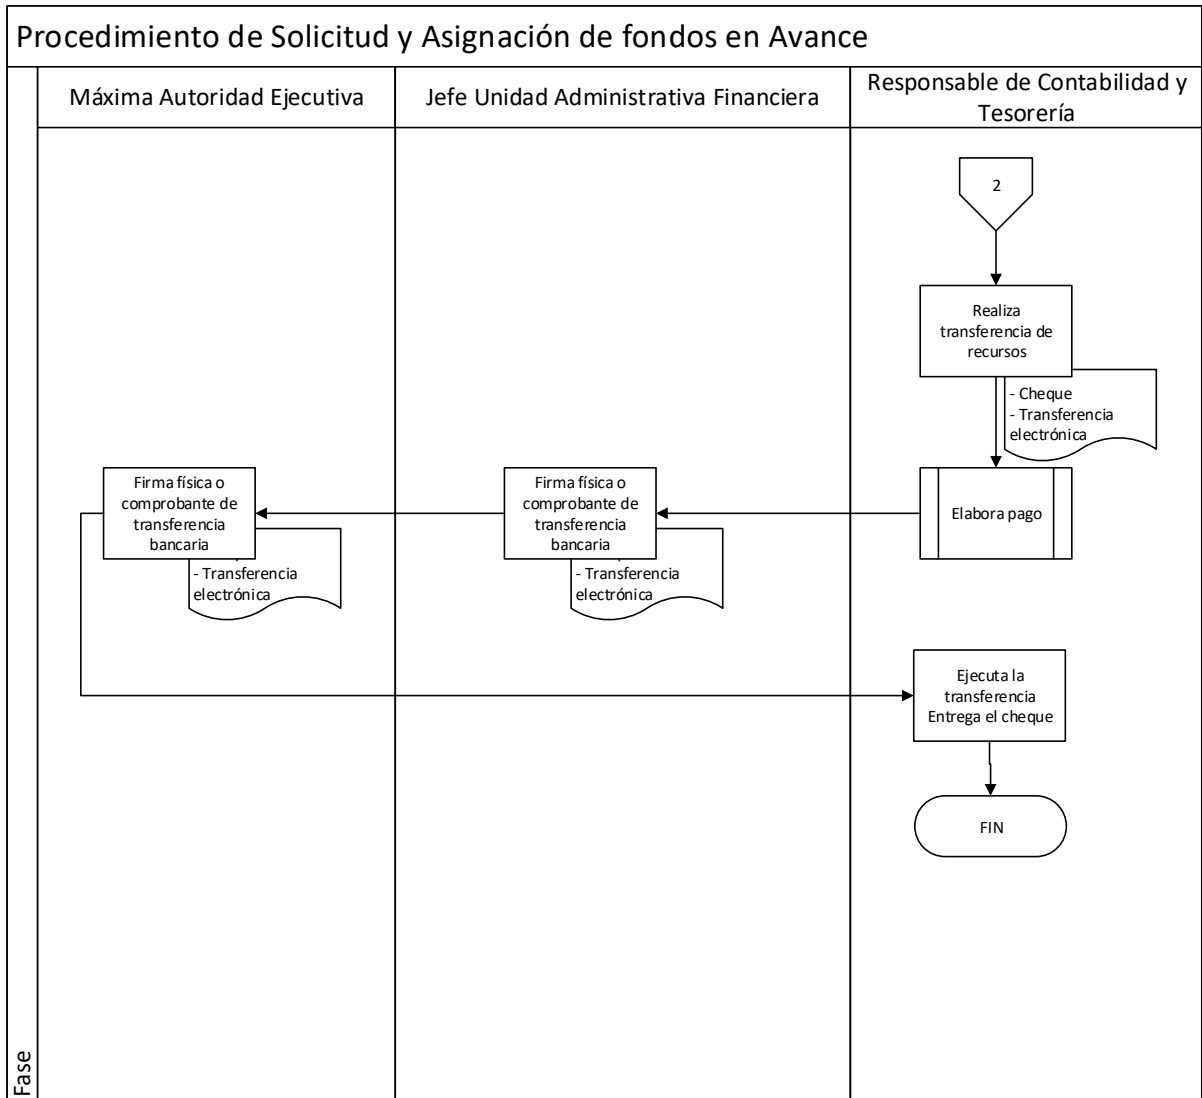 Procedimiento de Solicitud y Asignación de fondos en Avance
Máxima Autoridad Ejecutiva
Jefe Unidad Administrativa Financiera
Responsable de Contabilidad y
Tesorería
2
Realiza
transferencia de
recursos
- Cheque
- Transferencia
electrónica
Firma física o
comprobante de
transferencia
bancaria
- Transferencia
electrónica
Firma física o
comprobante de
transferencia
bancaria
- Transferencia
electrónica
Elabora pago
Ejecuta la
transferencia
Entrega el cheque
FIN
Fase